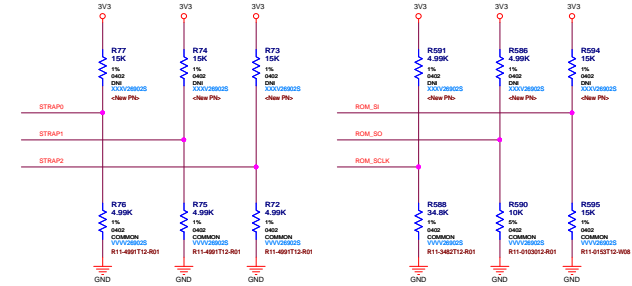 3V3 3V3 3V3 3V3 3V3 3V3
R77 R74 R73 R591 R586 R594
15K 15K 15K 4.99K 4.99K 15K
1% 1% 1% 1% 1% 1%
0402 0402 0402 0402 0402 0402
DNI DNI DNI DNI DNI DNI
XXXV26902S XXXV26902S XXXV26902S XXXV26902S XXXV26902S XXXV26902S
<New PN> <New PN> <New PN> <New PN> <New PN> <New PN>
STRAP0 ROM_SI
STRAP1 ROM_SO
STRAP2 ROM_SCLK
R76 R75 R72 R588 R590 R595
4.99K 4.99K 4.99K 34.8K 10K 15K
1% 1% 1% 1% 5% 1%
0402 0402 0402 0402 0402 0402
COMMON COMMON COMMON COMMON COMMON COMMON
VVVV26902S VVVV26902S VVVV26902S VVVV26902S VVVV26902S VVVV26902S
R11-4991T12-R01 R11-4991T12-R01 R11-4991T12-R01 R11-3482T12-R01 R11-0103012-R01 R11-0153T12-W08
GND GND GND GND GND GND